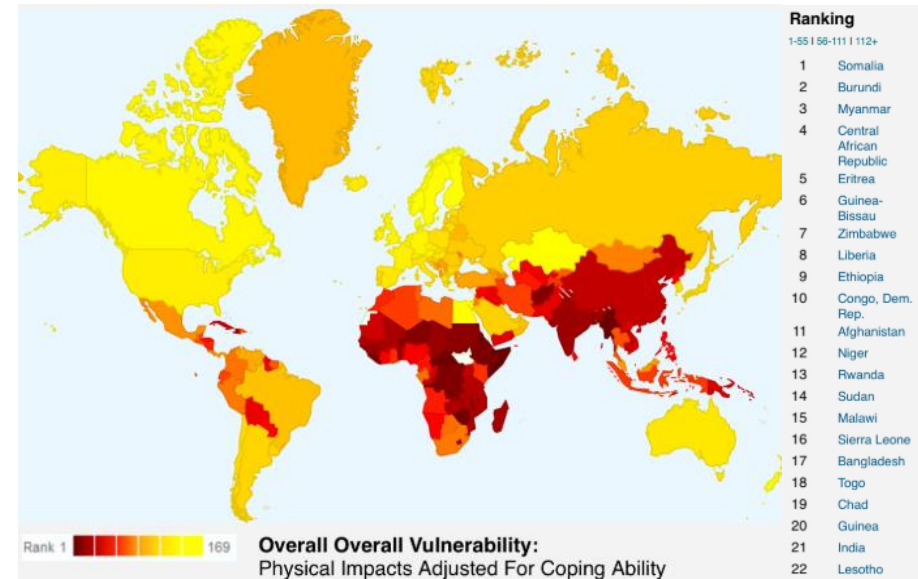 Ranking
1-55 | 56-111 | 112+
1 Somalia
2 Burundi
3 Myanmar
4 Central
African
Republic
5 Eritrea
6 Guinea-
Bissau
7 Zimbabwe
8 Liberia
9 Ethiopia
10 Congo, Dem.
Rep.
11 Afghanistan
12 Niger
13 Rwanda
14 Sudan
15 Malawi
16 Sierra Leone
17 Bangladesh
18 Togo
19 Chad
20 Guinea
21 India
22 Lesotho
Rank 1 169
Overall Overall Vulnerability:
Physical Impacts Adjusted For Coping Ability